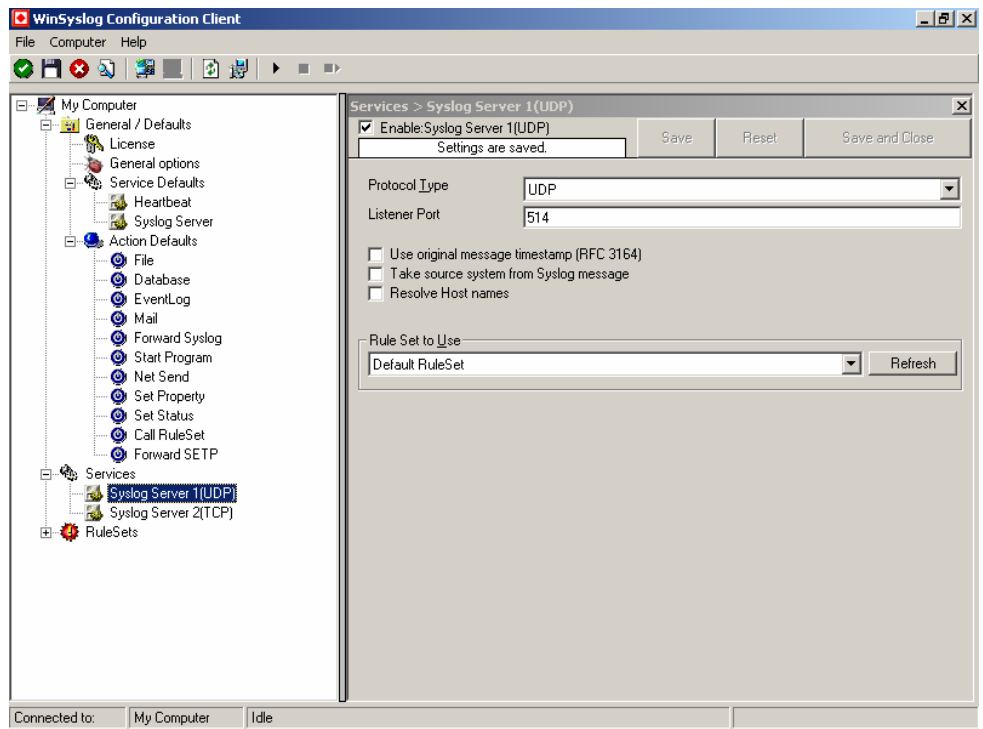 WinSyslog Configuration Client
File Computer Help
My Computer
General / Defaults
License
General options
Service Defaults
Heartbeat
Syslog Server
Action Defaults
File
Database
EventLog
Mail
Forward Syslog
Start Program
Net Send
Set Property
Set Status
Call RuleSet
Forward SETP
Services
Syslog Server 1(UDP)
Syslog Server 2(TCP)
RuleSets
Services > Syslog Server 1(UDP)
Enable:Syslog Server 1(UDP)
Settings are saved.
Save Reset Save and Close
Protocol Type UDP
Listener Port 514
Use original message timestamp (RFC 3164)
Take source system from Syslog message
Resolve Host names
Rule Set to Use
Default RuleSet Refresh
Connected to: My Computer Idle